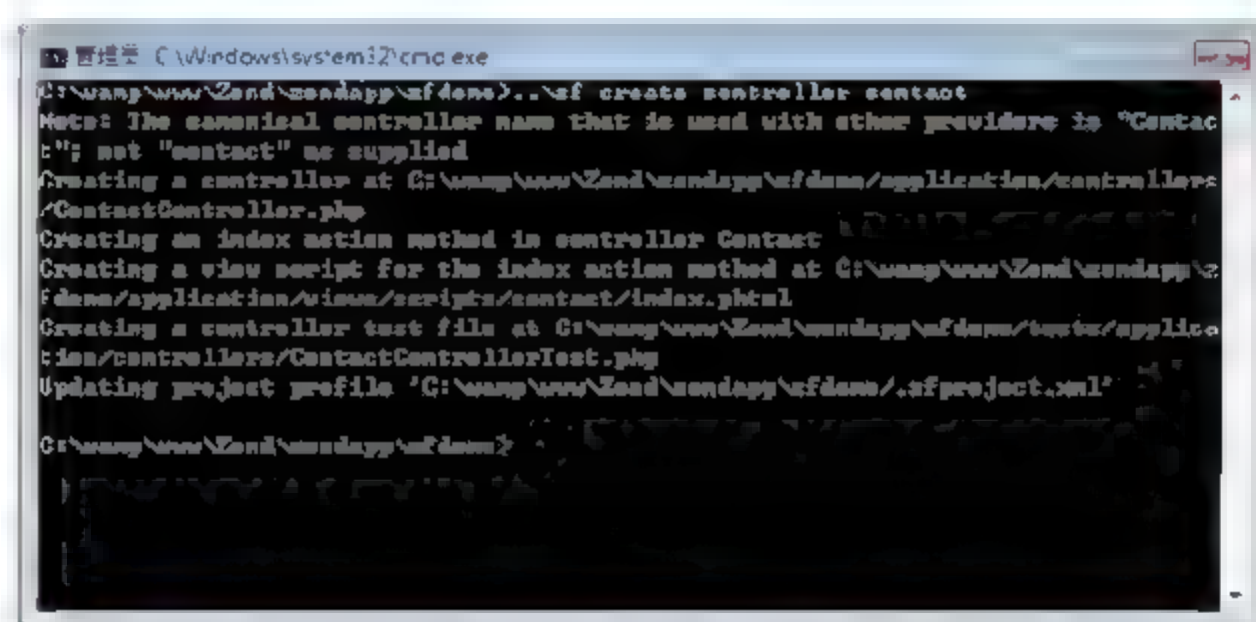 管理员: C:\Windows\system32\cmd.exe
C:\wamp\www\Zend\zendapp\zfdemo>..\zf create controller contact
Note: The canonical controller name that is used with other providers is "Contac
t"; not "contact" as supplied
Creating a controller at C:\wamp\www\Zend\zendapp\zfdemo/application/controllers
/ContactController.php
Creating an index action method in controller Contact
Creating a view script for the index action method at C:\wamp\www\Zend\zendapp\z
fdemo/application/views/scripts/contact/index.phtml
Creating a controller test file at C:\wamp\www\Zend\zendapp\zfdemo/tests/applica
tion/controllers/ContactControllerTest.php
Updating project profile 'C:\wamp\www\Zend\zendapp\zfdemo/.zfproject.xml'
C:\wamp\www\Zend\zendapp\zfdemo>